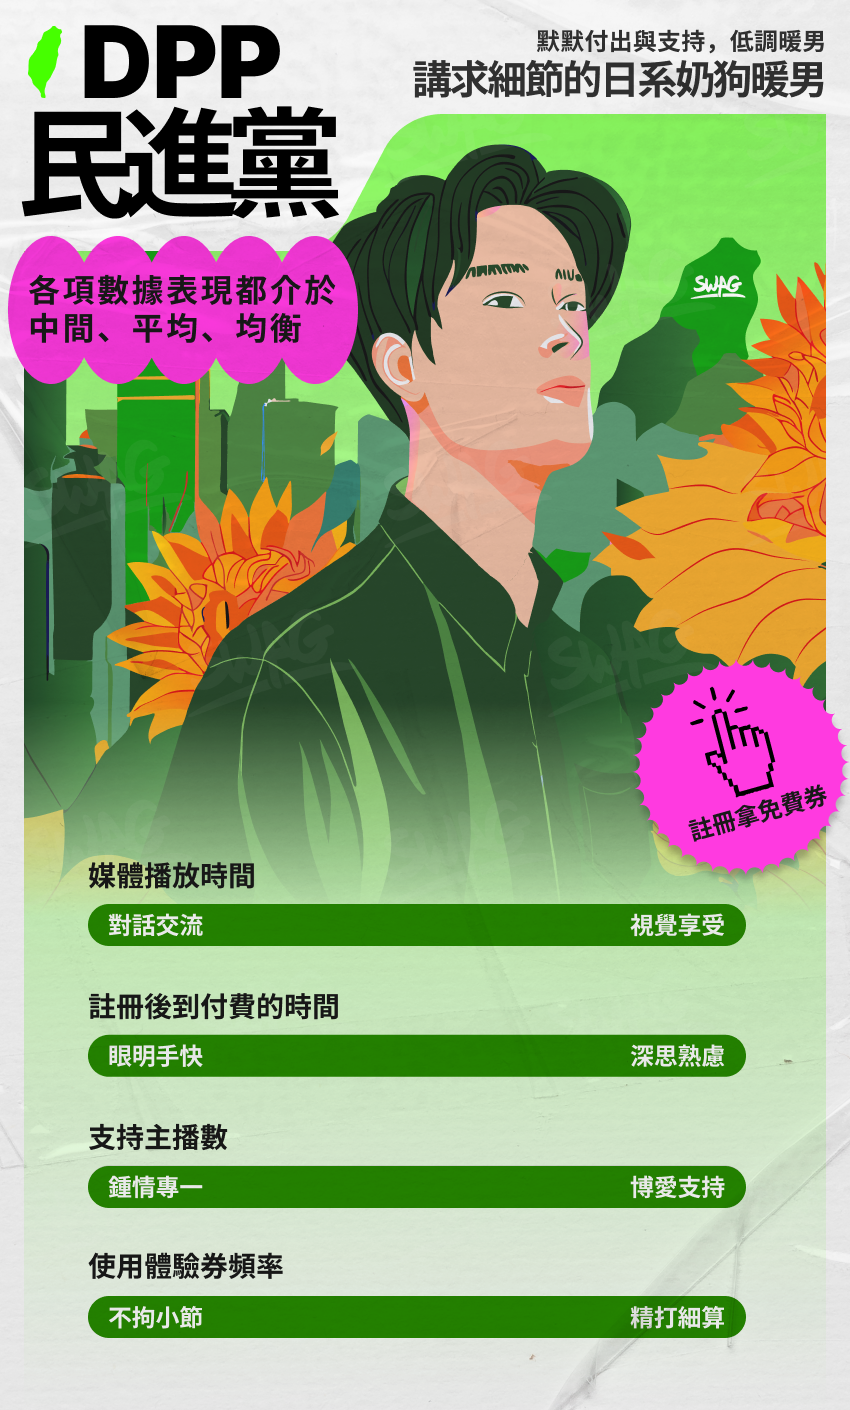 DPP
民進黨
默默付出與支持，低調暖男
講求細節的日系奶狗暖男
各項數據表現都介於
中間、平均、均衡
SWAG
註冊拿免費券
媒體播放時間
對話交流 視覺享受
註冊後到付費的時間
眼明手快 深思熟慮
支持主播數
鍾情專一 博愛支持
使用體驗券頻率
不拘小節 精打細算